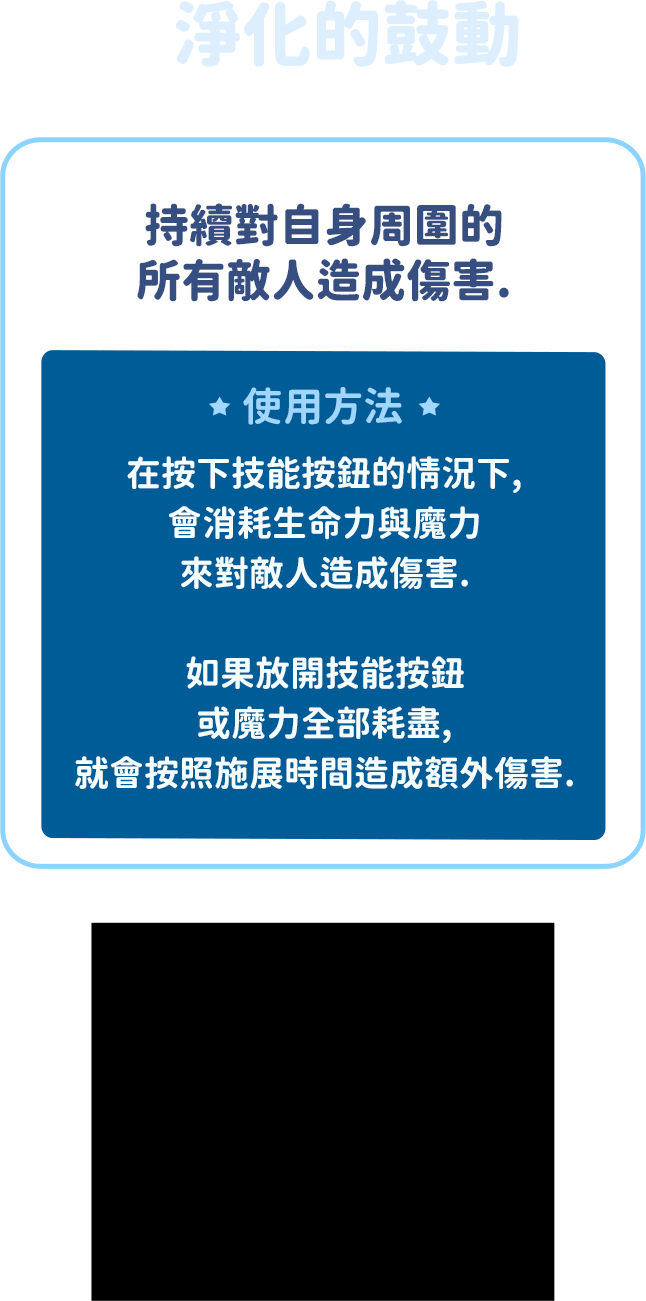 淨化的鼓動
持續對自身周圍的
所有敵人造成傷害.
★ 使用方法 ★
在按下技能按鈕的情況下,
會消耗生命力與魔力
來對敵人造成傷害.
如果放開技能按鈕
或魔力全部耗盡,
就會按照施展時間造成額外傷害.